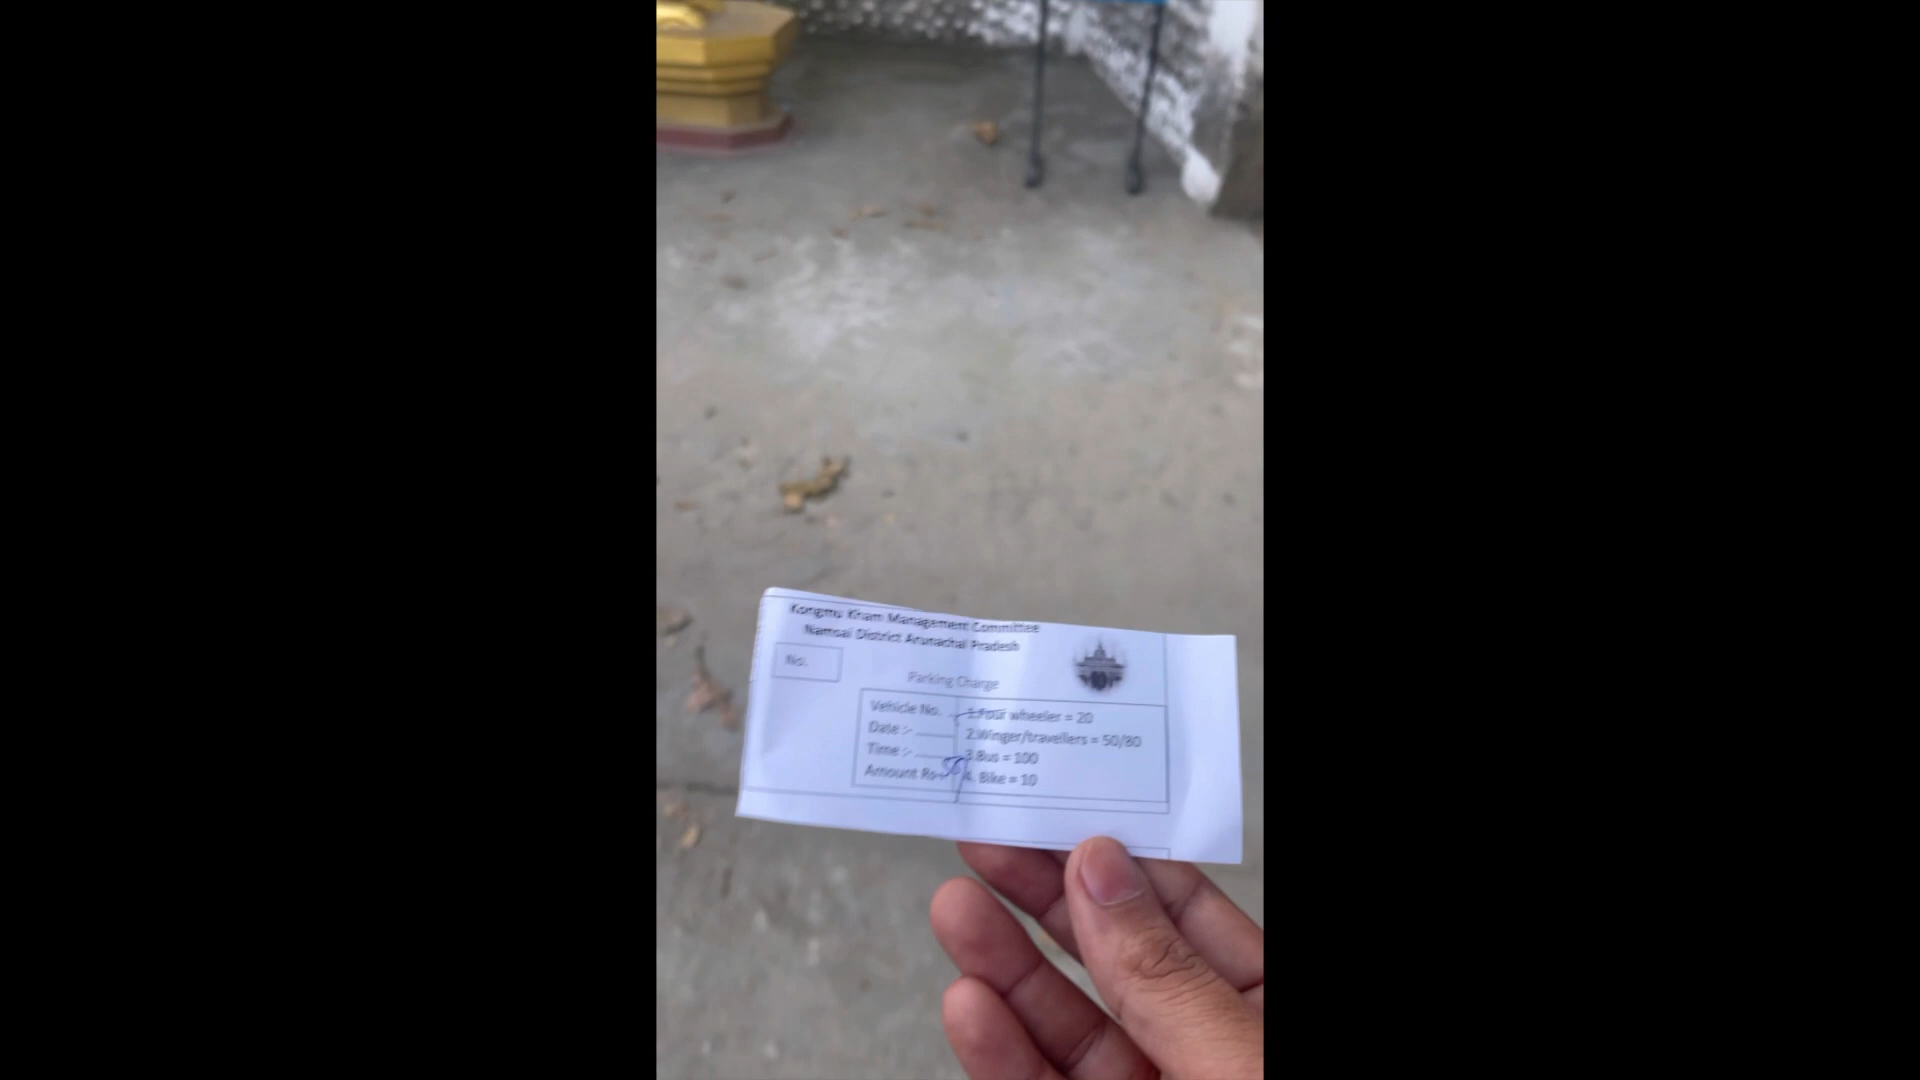 Kongmu Kham Management Committee
Namsai District Arunachal Pradesh
No.
Parking Charge
Vehicle No.
Date :-
Time :-
Amount Rs:-
1.Four wheeler = 20
2.Winger/travellers = 50/80
3.Bus = 100
4. Bike = 10